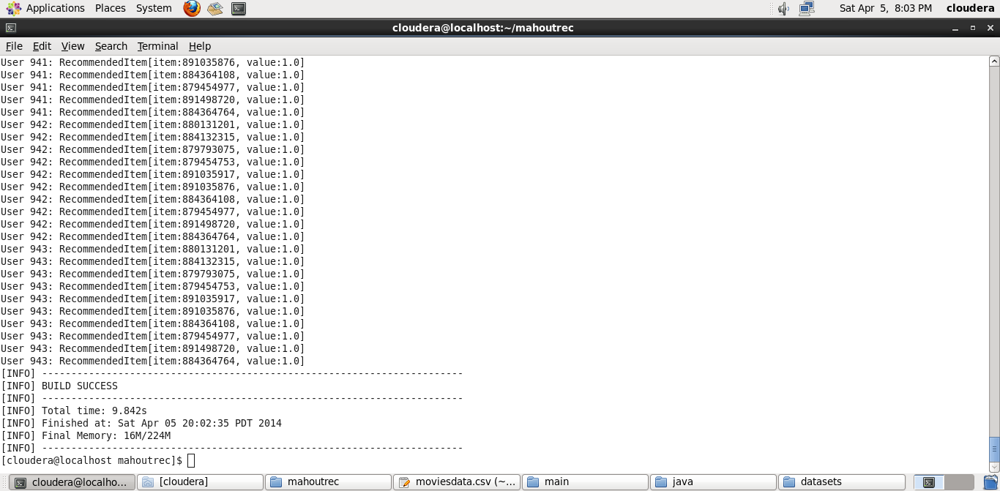 Applications Places System Sat Apr 5, 8:03 PM cloudera
cloudera@localhost:~/mahoutrec
File Edit View Search Terminal Help
User 941: RecommendedItem[item:891035876, value:1.0]
User 941: RecommendedItem[item:884364108, value:1.0]
User 941: RecommendedItem[item:879454977, value:1.0]
User 941: RecommendedItem[item:891498720, value:1.0]
User 941: RecommendedItem[item:884364764, value:1.0]
User 942: RecommendedItem[item:880131201, value:1.0]
User 942: RecommendedItem[item:884132315, value:1.0]
User 942: RecommendedItem[item:879793075, value:1.0]
User 942: RecommendedItem[item:879454753, value:1.0]
User 942: RecommendedItem[item:891035917, value:1.0]
User 942: RecommendedItem[item:891035876, value:1.0]
User 942: RecommendedItem[item:884364108, value:1.0]
User 942: RecommendedItem[item:879454977, value:1.0]
User 942: RecommendedItem[item:891498720, value:1.0]
User 942: RecommendedItem[item:884364764, value:1.0]
User 943: RecommendedItem[item:880131201, value:1.0]
User 943: RecommendedItem[item:884132315, value:1.0]
User 943: RecommendedItem[item:879793075, value:1.0]
User 943: RecommendedItem[item:879454753, value:1.0]
User 943: RecommendedItem[item:891035917, value:1.0]
User 943: RecommendedItem[item:891035876, value:1.0]
User 943: RecommendedItem[item:884364108, value:1.0]
User 943: RecommendedItem[item:879454977, value:1.0]
User 943: RecommendedItem[item:891498720, value:1.0]
User 943: RecommendedItem[item:884364764, value:1.0]
[INFO] ------------------------------------------------------------------------
[INFO] BUILD SUCCESS
[INFO] ------------------------------------------------------------------------
[INFO] Total time: 9.842s
[INFO] Finished at: Sat Apr 05 20:02:35 PDT 2014
[INFO] Final Memory: 16M/224M
[INFO] ------------------------------------------------------------------------
[cloudera@localhost mahoutrec]$
cloudera@localho... [cloudera] mahoutrec moviesdata.csv (~... main java datasets